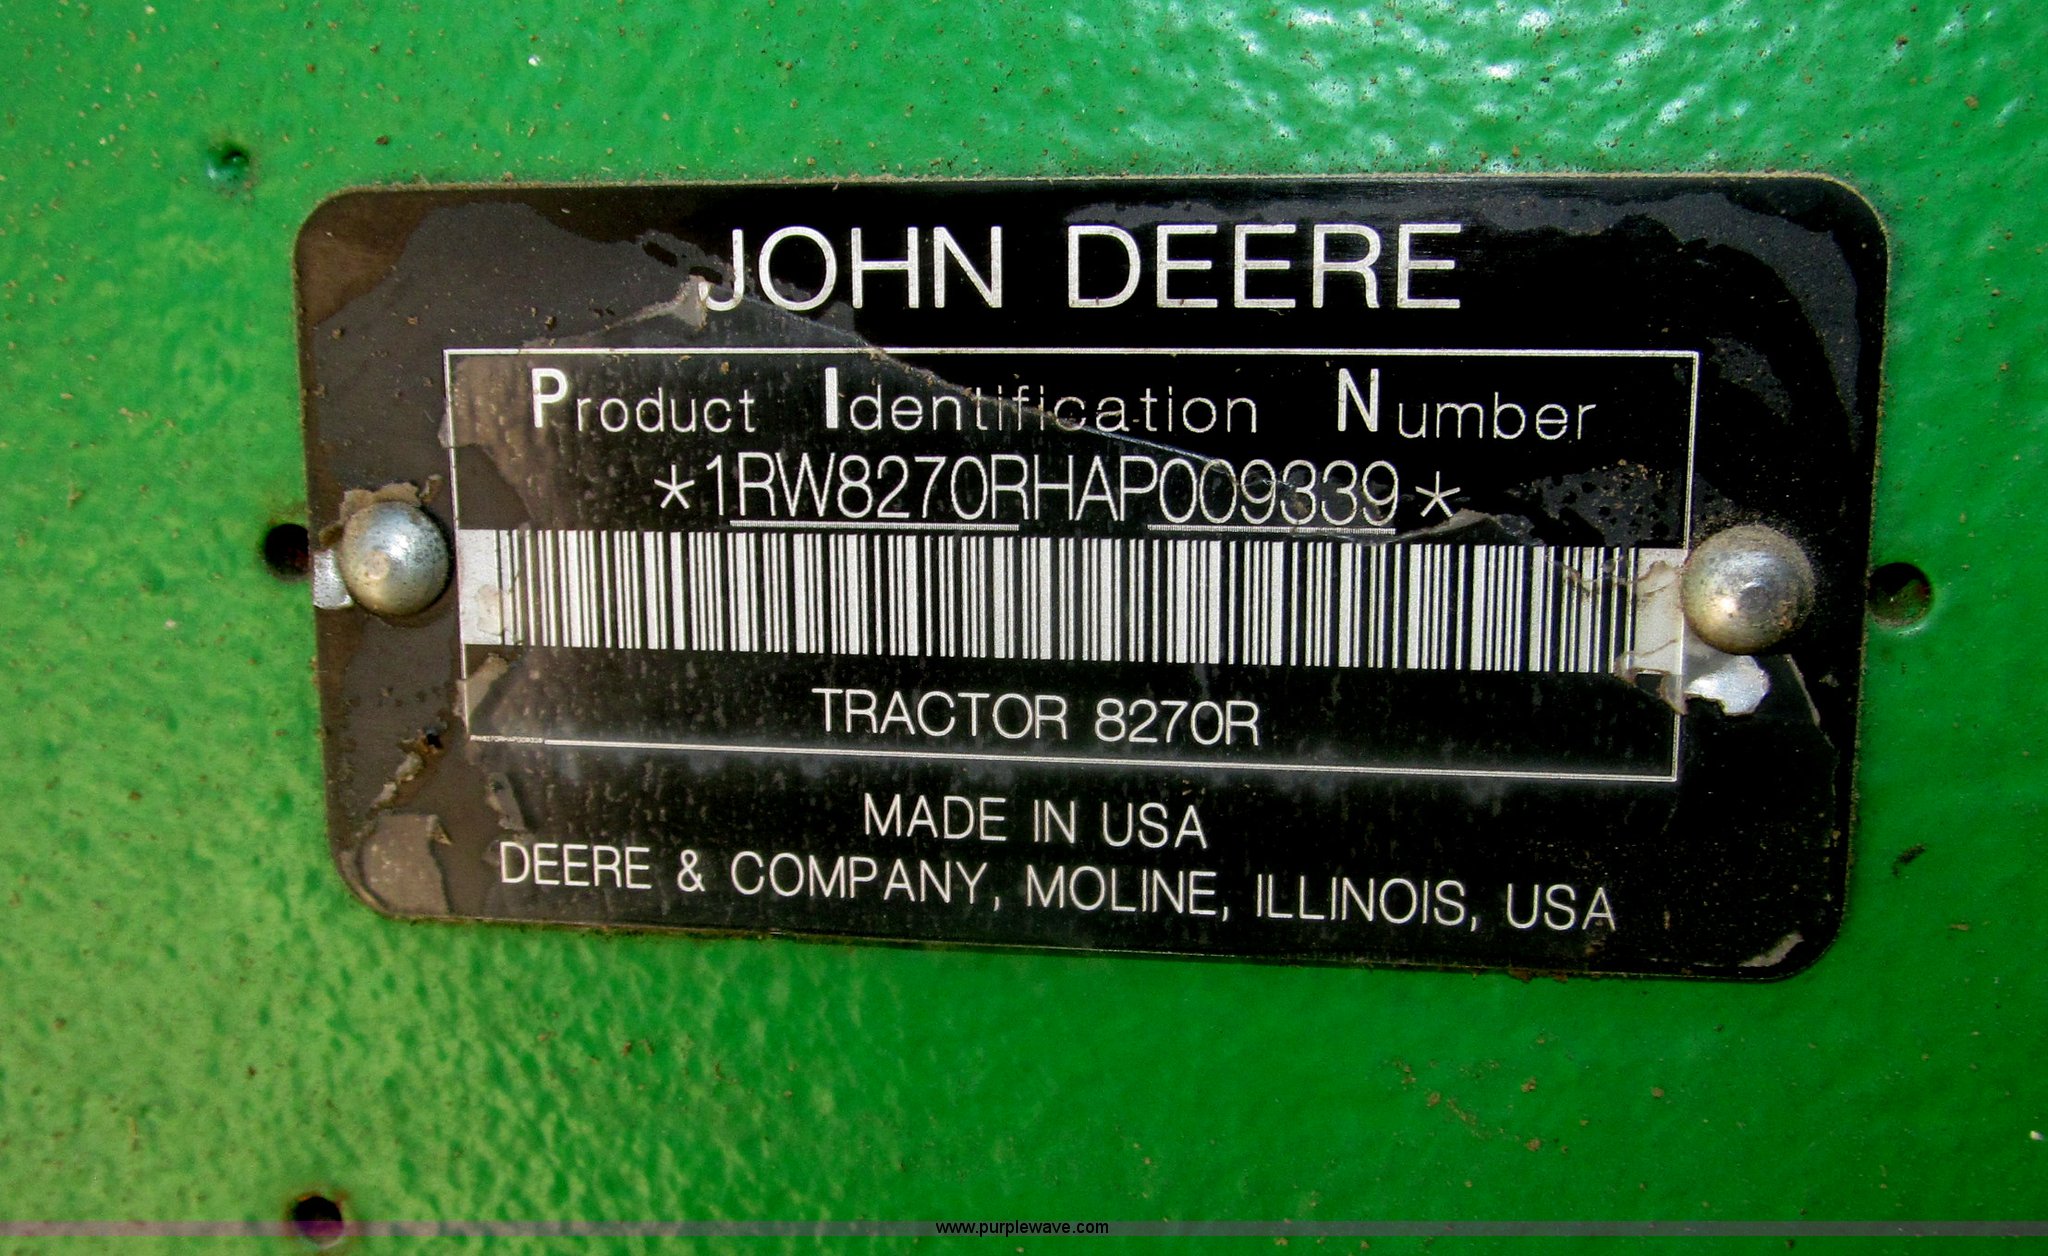 JOHN DEERE
Product Identification Number
*1RW8270RHAP009339*
TRACTOR 8270R
MADE IN USA
DEERE & COMPANY, MOLINE, ILLINOIS, USA
www.purplewave.com